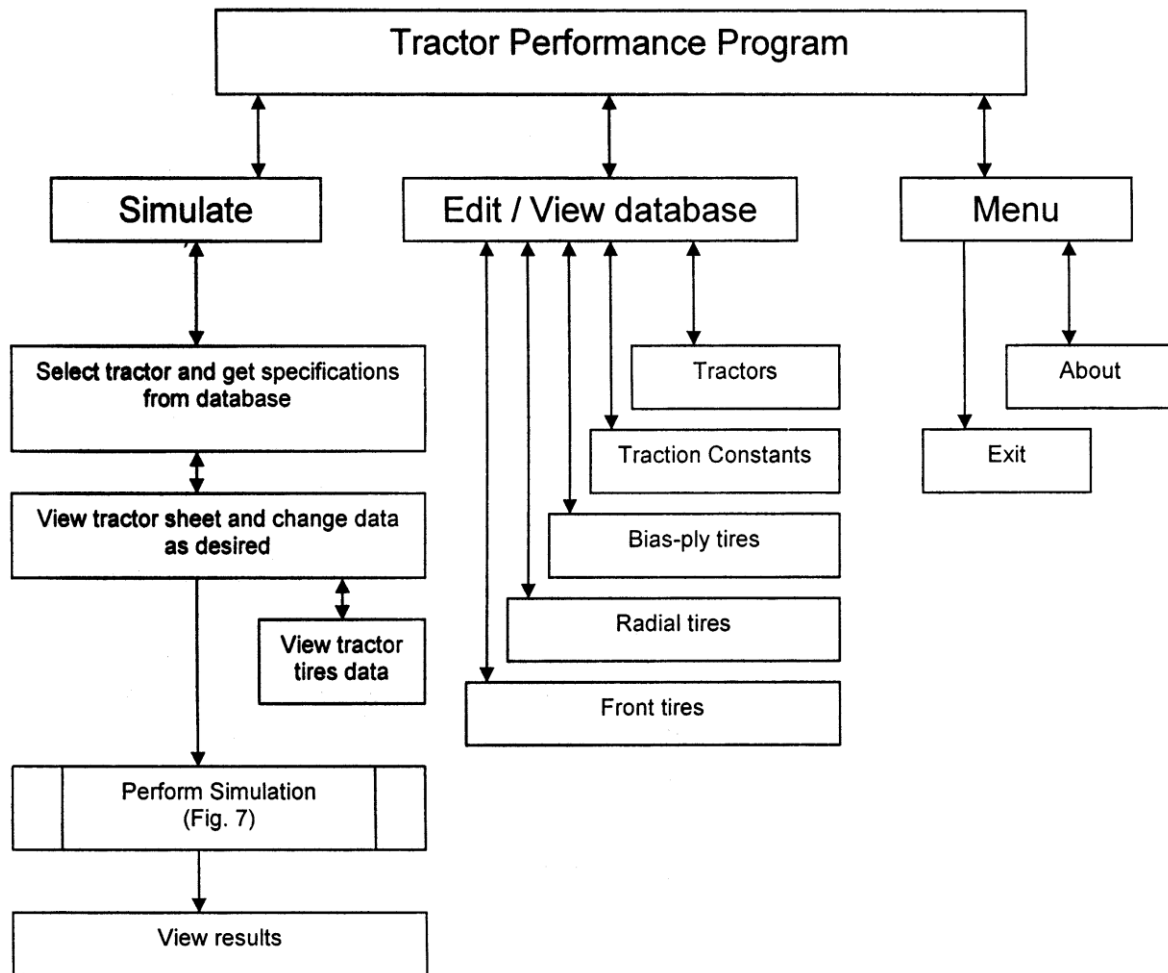 Tractor Performance Program
Simulate
Edit / View database
Menu
Select tractor and get specifications
from database
Tractors
About
Traction Constants
Exit
View tractor sheet and change data
as desired
Bias-ply tires
View tractor
tires data
Radial tires
Front tires
Perform Simulation
(Fig. 7)
View results